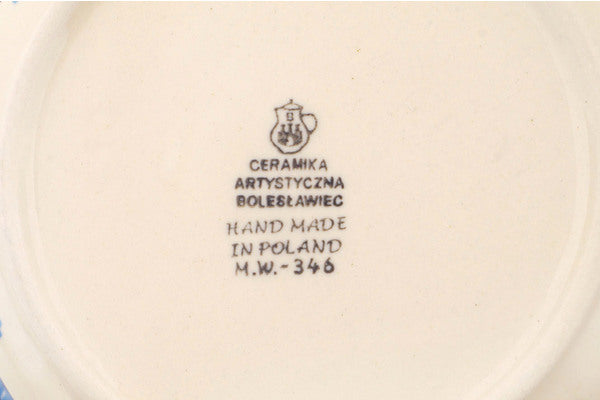 B
CERAMIKA
ARTYSTYCZNA
BOLESŁAWIEC
HAND MADE
IN POLAND
M.W.-346